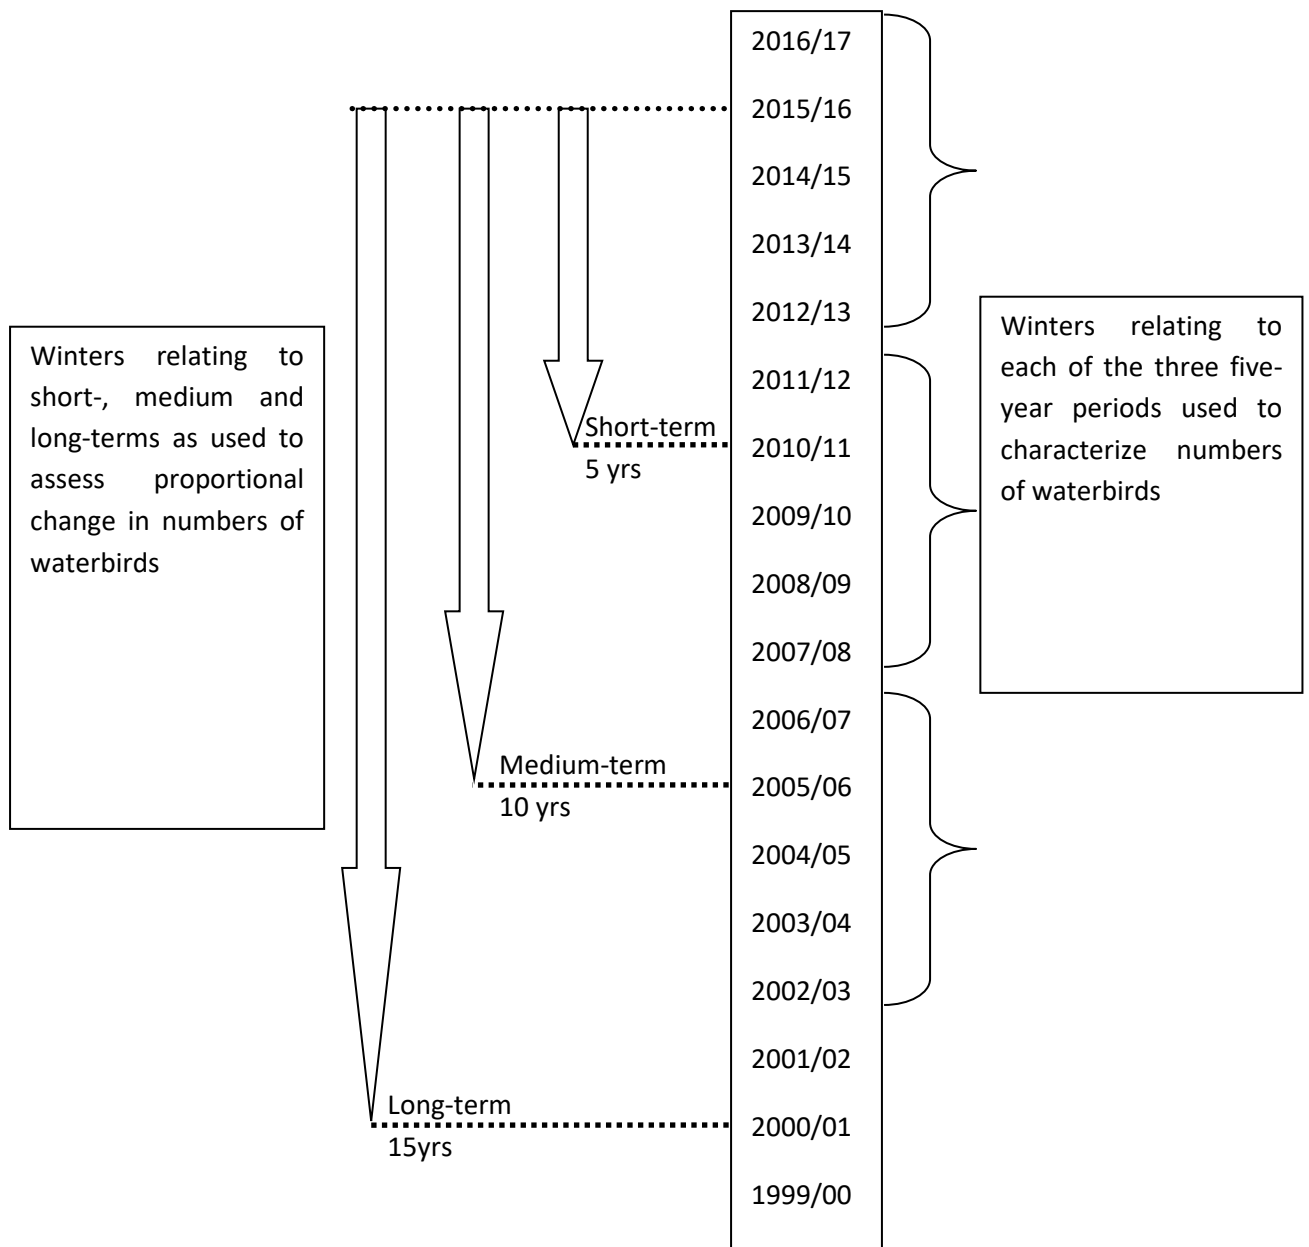 2016/17
2015/16
2014/15
2013/14
2012/13
2011/12
2010/11
2009/10
2008/09
2007/08
2006/07
2005/06
2004/05
2003/04
2002/03
2001/02
2000/01
1999/00
Winters relating to
short-, medium and
long-terms as used to
assess proportional
change in numbers of
waterbirds
Short-term
5 yrs
Medium-term
10 yrs
Long-term
15yrs
Winters relating to
each of the three five-
year periods used to
characterize numbers
of waterbirds